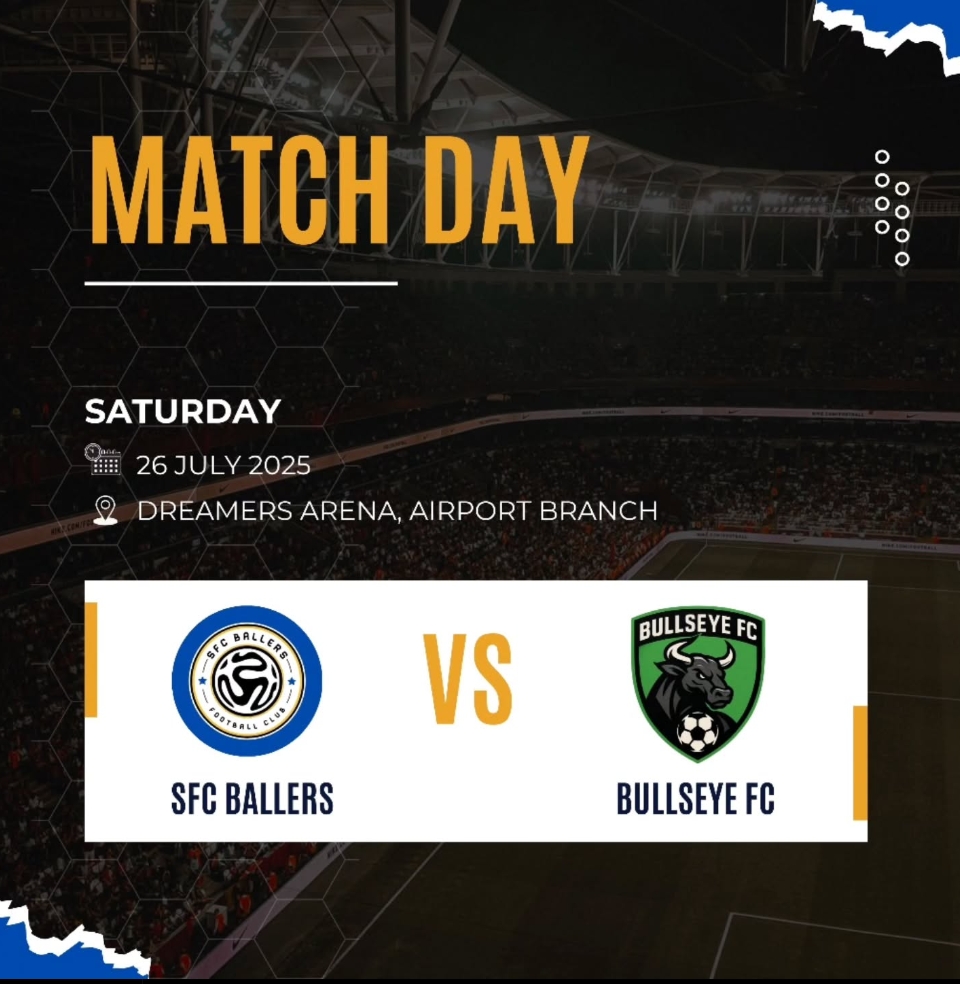 MATCH DAY
SATURDAY
26 JULY 2025
DREAMERS ARENA, AIRPORT BRANCH
SFC BALLERS
FOOTBALL CLUB
VS
BULLSEYE FC
SFC BALLERS
BULLSEYE FC